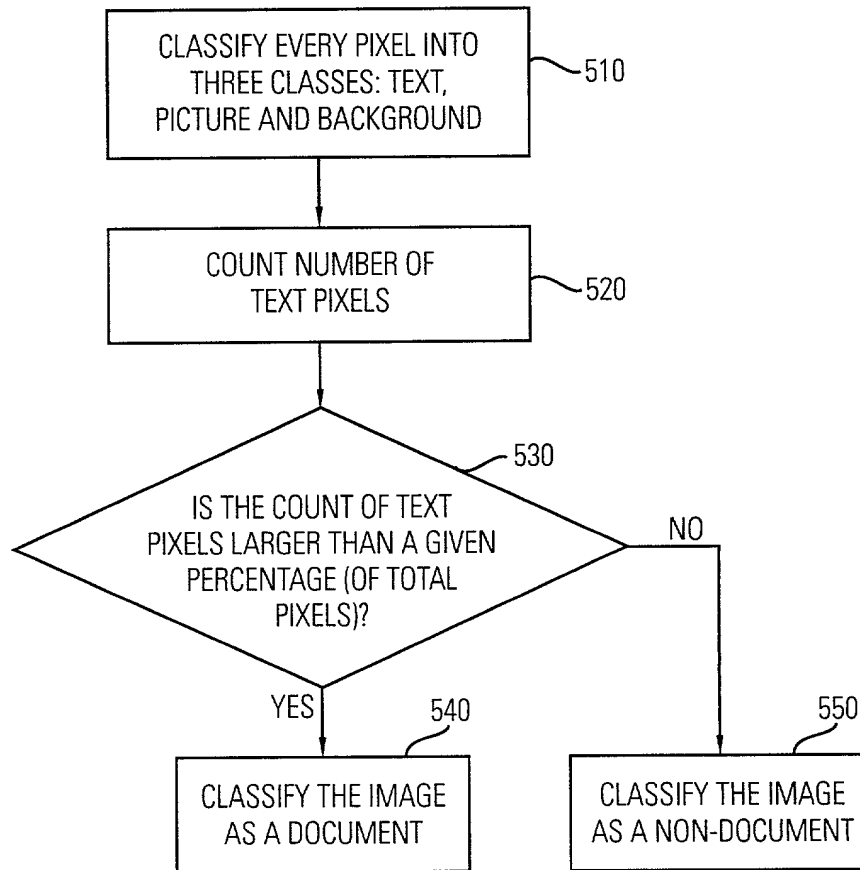 CLASSIFY EVERY PIXEL INTO
THREE CLASSES: TEXT,
PICTURE AND BACKGROUND
510
COUNT NUMBER OF
TEXT PIXELS
520
530
IS THE COUNT OF TEXT
PIXELS LARGER THAN A GIVEN
PERCENTAGE (OF TOTAL
PIXELS)?
NO
YES
540
550
CLASSIFY THE IMAGE
AS A DOCUMENT
CLASSIFY THE IMAGE
AS A NON-DOCUMENT